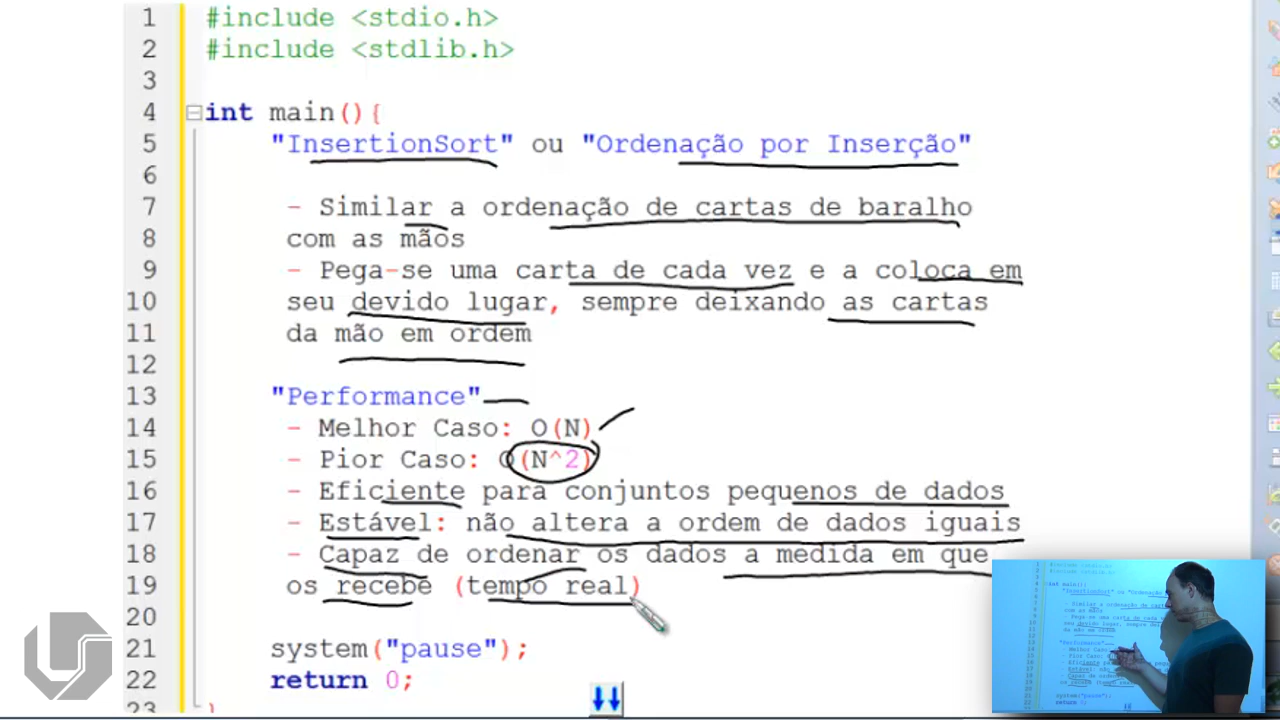 1 #include <stdio.h>
2 #include <stdlib.h>
3
4 int main(){
5 "InsertionSort" ou "Ordenação por Inserção"
6
7 - Similar a ordenação de cartas de baralho
8 com as mãos
9 - Pega-se uma carta de cada vez e a coloca em
10 seu devido lugar, sempre deixando as cartas
11 da mão em ordem
12
13 "Performance"
14 - Melhor Caso: O(N)
15 - Pior Caso: O(N^2)
16 - Eficiente para conjuntos pequenos de dados
17 - Estável: não altera a ordem de dados iguais
18 - Capaz de ordenar os dados a medida em que
19 os recebe (tempo real)
20
21 system("pause");
22 return 0;
23 }